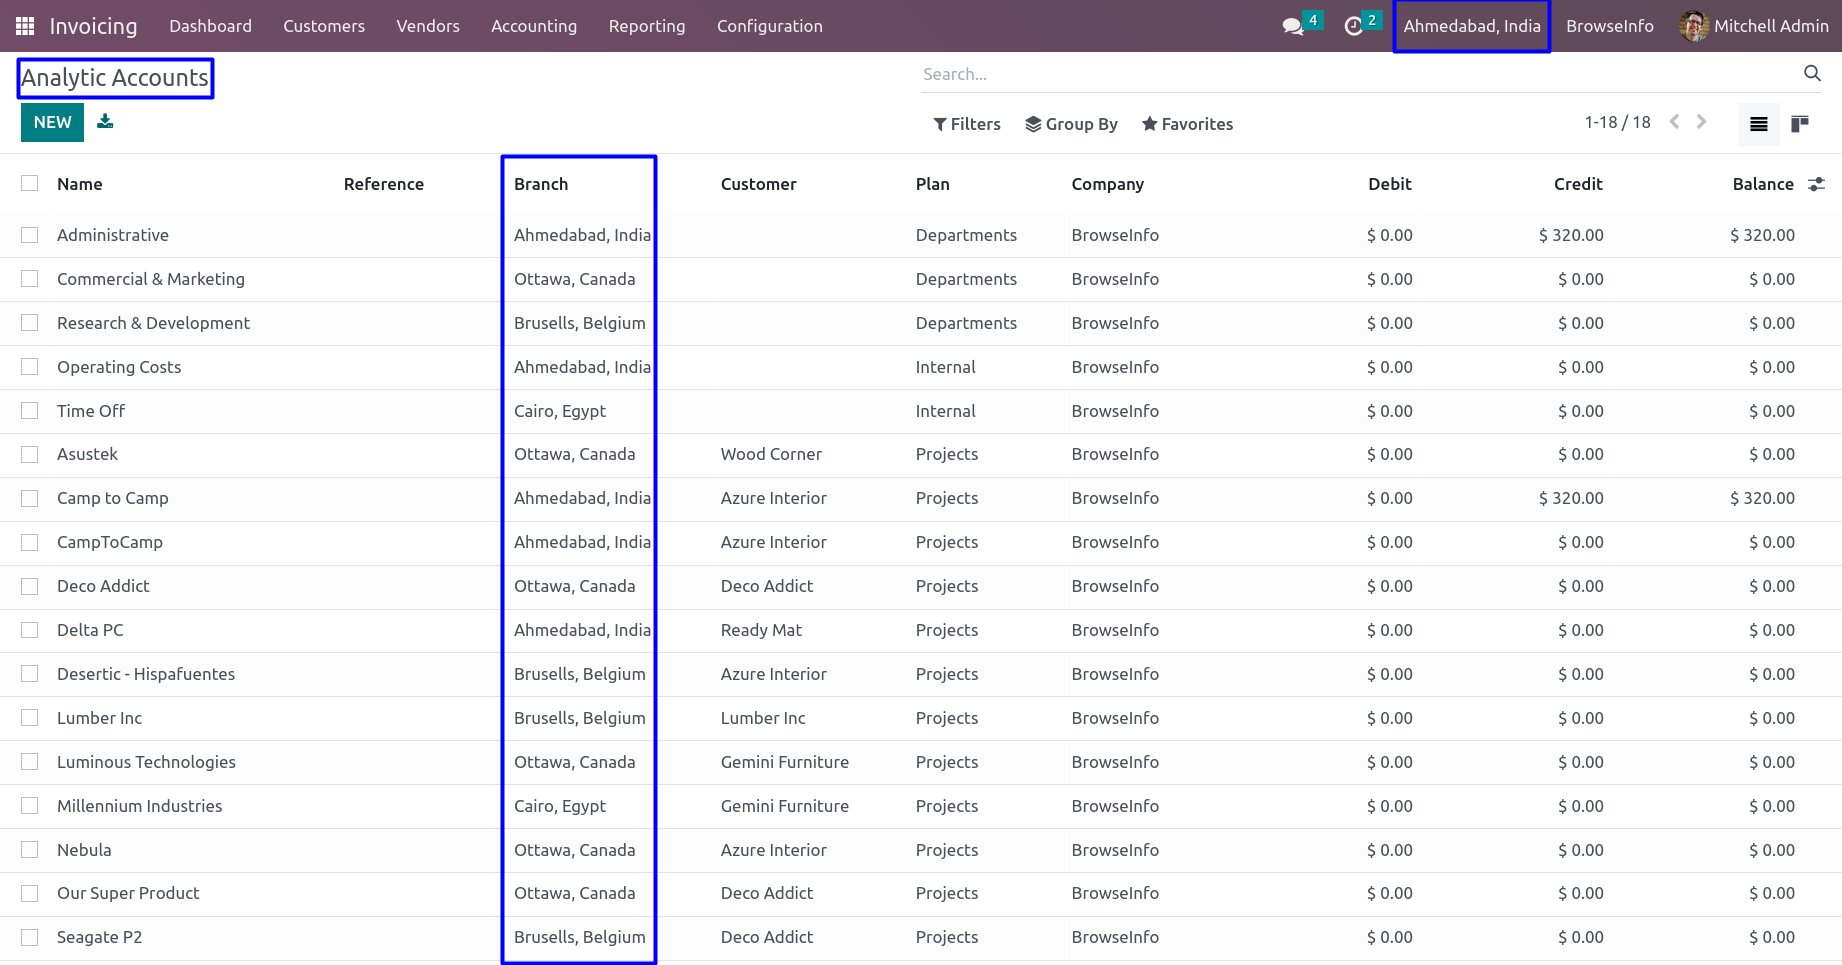 Invoicing Dashboard Customers Vendors Accounting Reporting Configuration 4 2 Ahmedabad, India BrowseInfo Mitchell Admin
Analytic Accounts Search...
NEW Filters Group By Favorites 1-18 / 18
Name Reference Branch Customer Plan Company Debit Credit Balance
Administrative Ahmedabad, India Departments BrowseInfo $ 0.00 $ 320.00 $ 320.00
Commercial & Marketing Ottawa, Canada Departments BrowseInfo $ 0.00 $ 0.00 $ 0.00
Research & Development Brusells, Belgium Departments BrowseInfo $ 0.00 $ 0.00 $ 0.00
Operating Costs Ahmedabad, India Internal BrowseInfo $ 0.00 $ 0.00 $ 0.00
Time Off Cairo, Egypt Internal BrowseInfo $ 0.00 $ 0.00 $ 0.00
Asustek Ottawa, Canada Wood Corner Projects BrowseInfo $ 0.00 $ 0.00 $ 0.00
Camp to Camp Ahmedabad, India Azure Interior Projects BrowseInfo $ 0.00 $ 320.00 $ 320.00
CampToCamp Ahmedabad, India Azure Interior Projects BrowseInfo $ 0.00 $ 0.00 $ 0.00
Deco Addict Ottawa, Canada Deco Addict Projects BrowseInfo $ 0.00 $ 0.00 $ 0.00
Delta PC Ahmedabad, India Ready Mat Projects BrowseInfo $ 0.00 $ 0.00 $ 0.00
Desertic - Hispafuentes Brusells, Belgium Azure Interior Projects BrowseInfo $ 0.00 $ 0.00 $ 0.00
Lumber Inc Brusells, Belgium Lumber Inc Projects BrowseInfo $ 0.00 $ 0.00 $ 0.00
Luminous Technologies Ottawa, Canada Gemini Furniture Projects BrowseInfo $ 0.00 $ 0.00 $ 0.00
Millennium Industries Cairo, Egypt Gemini Furniture Projects BrowseInfo $ 0.00 $ 0.00 $ 0.00
Nebula Ottawa, Canada Azure Interior Projects BrowseInfo $ 0.00 $ 0.00 $ 0.00
Our Super Product Ottawa, Canada Deco Addict Projects BrowseInfo $ 0.00 $ 0.00 $ 0.00
Seagate P2 Brusells, Belgium Deco Addict Projects BrowseInfo $ 0.00 $ 0.00 $ 0.00